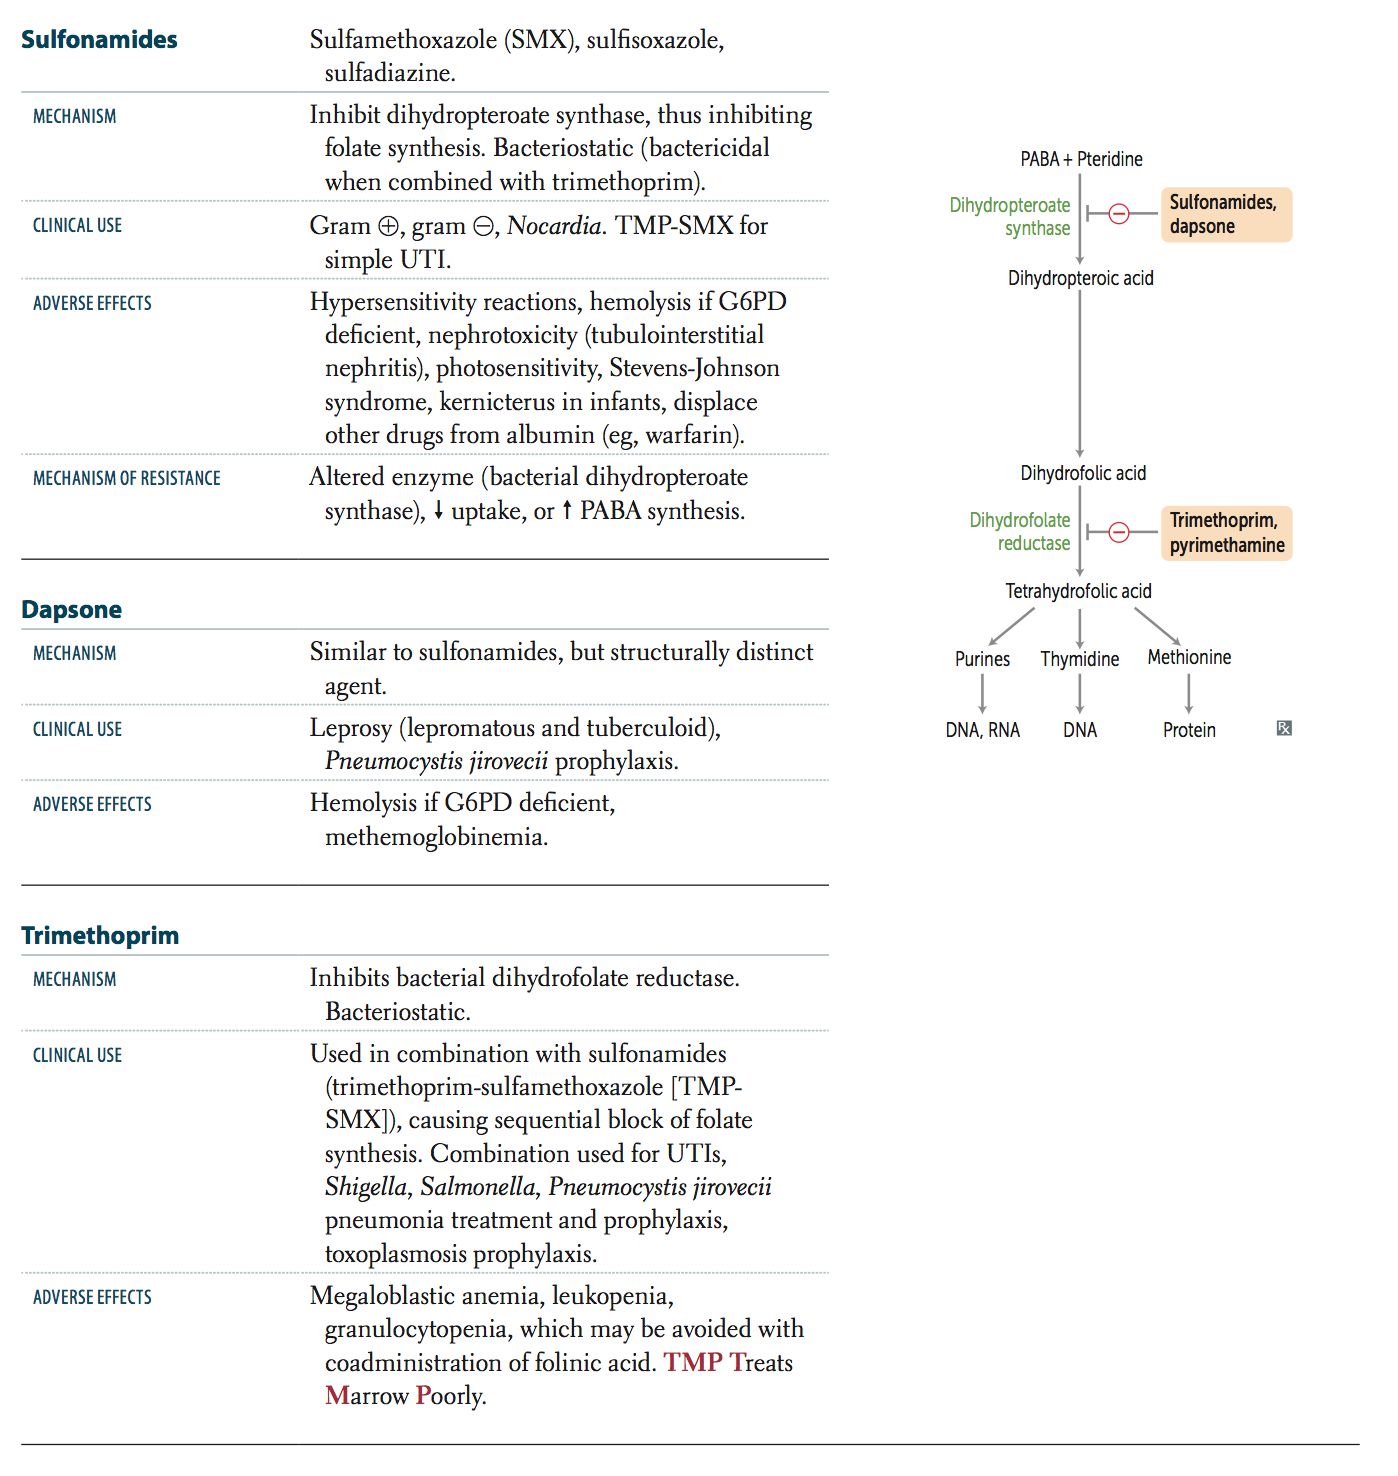 Sulfonamides
Sulfamethoxazole (SMX), sulfisoxazole,
sulfadiazine.
MECHANISM
Inhibit dihydropteroate synthase, thus inhibiting
folate synthesis. Bacteriostatic (bactericidal
when combined with trimethoprim).
CLINICAL USE
Gram ⊕, gram ⊖, Nocardia. TMP-SMX for
simple UTI.
ADVERSE EFFECTS
Hypersensitivity reactions, hemolysis if G6PD
deficient, nephrotoxicity (tubulointerstitial
nephritis), photosensitivity, Stevens-Johnson
syndrome, kernicterus in infants, displace
other drugs from albumin (eg, warfarin).
MECHANISM OF RESISTANCE
Altered enzyme (bacterial dihydropteroate
synthase), ↓ uptake, or ↑ PABA synthesis.
Dapsone
MECHANISM
Similar to sulfonamides, but structurally distinct
agent.
CLINICAL USE
Leprosy (lepromatous and tuberculoid),
Pneumocystis jirovecii prophylaxis.
ADVERSE EFFECTS
Hemolysis if G6PD deficient,
methemoglobinemia.
Trimethoprim
MECHANISM
Inhibits bacterial dihydrofolate reductase.
Bacteriostatic.
CLINICAL USE
Used in combination with sulfonamides
(trimethoprim-sulfamethoxazole [TMP-
SMX]), causing sequential block of folate
synthesis. Combination used for UTIs,
Shigella, Salmonella, Pneumocystis jirovecii
pneumonia treatment and prophylaxis,
toxoplasmosis prophylaxis.
ADVERSE EFFECTS
Megaloblastic anemia, leukopenia,
granulocytopenia, which may be avoided with
coadministration of folinic acid. TMP Treats
Marrow Poorly.
PABA + Pteridine
Dihydropteroate
synthase
⊖
Sulfonamides,
dapsone
Dihydropteroic acid
Dihydrofolic acid
Dihydrofolate
reductase
⊖
Trimethoprim,
pyrimethamine
Tetrahydrofolic acid
Purines Thymidine Methionine
DNA, RNA DNA Protein
℞